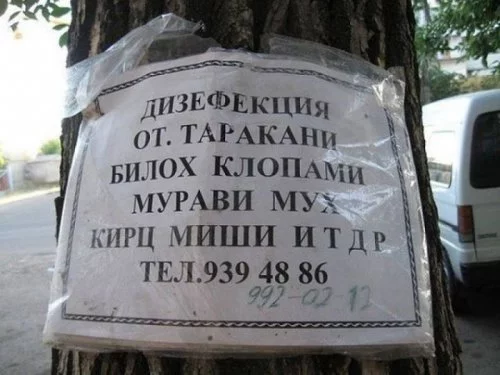 ДИЗЕФЕКЦИЯ
ОТ. ТАРАКАНИ
БИЛОХ КЛОПАМИ
МУРАВИ МУХ
КИРЦ МИШИ И Т Д Р
ТЕЛ.939 48 86
992-02-12